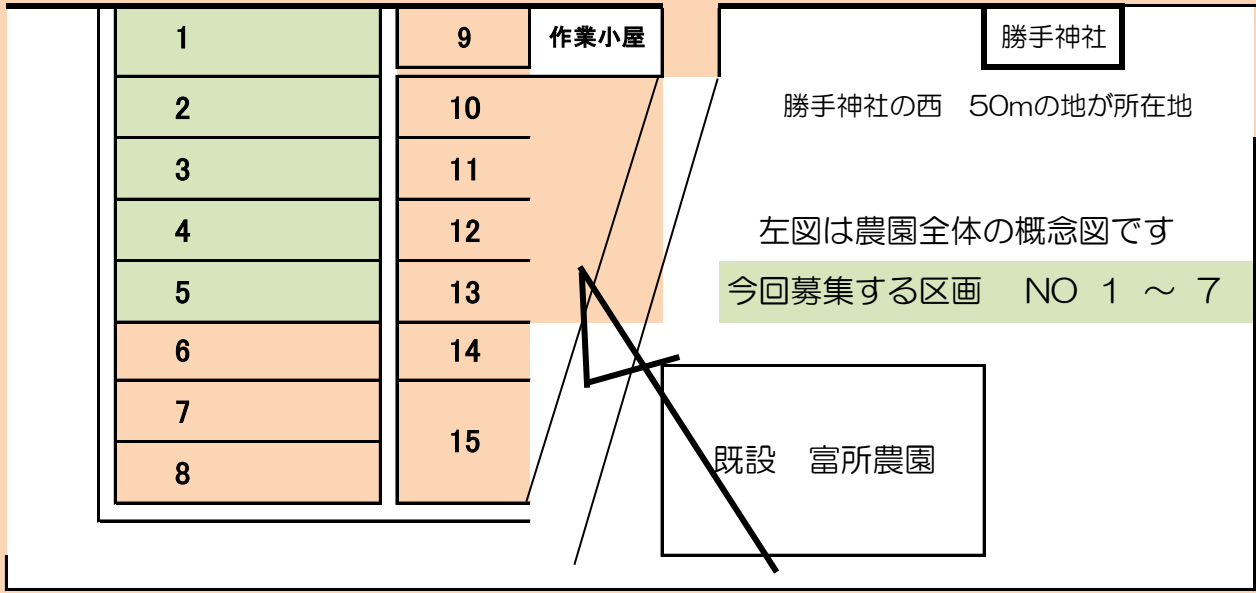 1
9
作業小屋
勝手神社
2
10
勝手神社の西 50mの地が所在地
3
11
4
12
左図は農園全体の概念図です
5
13
今回募集する区画 NO 1 ～ 7
6
14
7
15
8
既設 富所農園